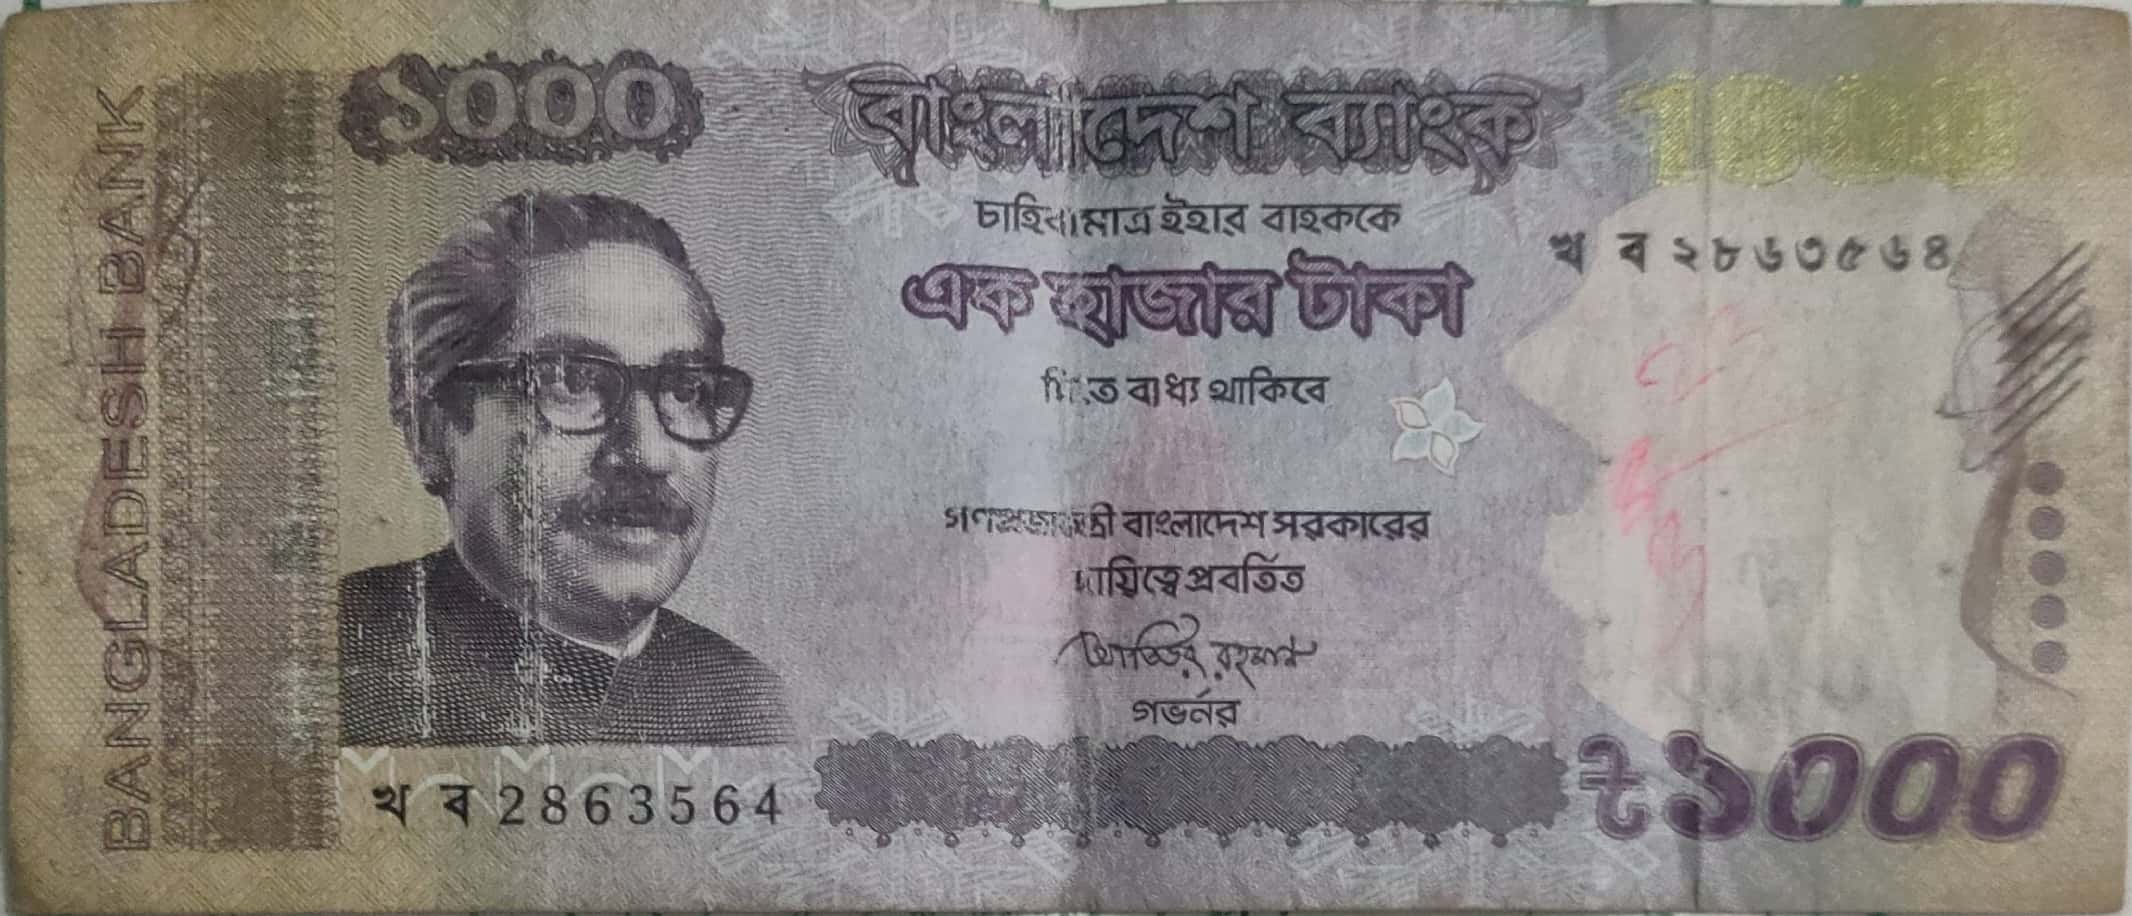 BANGLADESH BANK
১০০০
বাংলাদেশ ব্যাংক
1000
চাহিবামাত্র ইহার বাহককে
খ ব ২৮৬৩৫৬৪
এক হাজার টাকা
দিতে বাধ্য থাকিবে
গণপ্রজাতন্ত্রী বাংলাদেশ সরকারের
দায়িত্বে প্রবর্তিত
আতিউর রহমান
গভর্নর
খ ব 2863564
৳১০০০